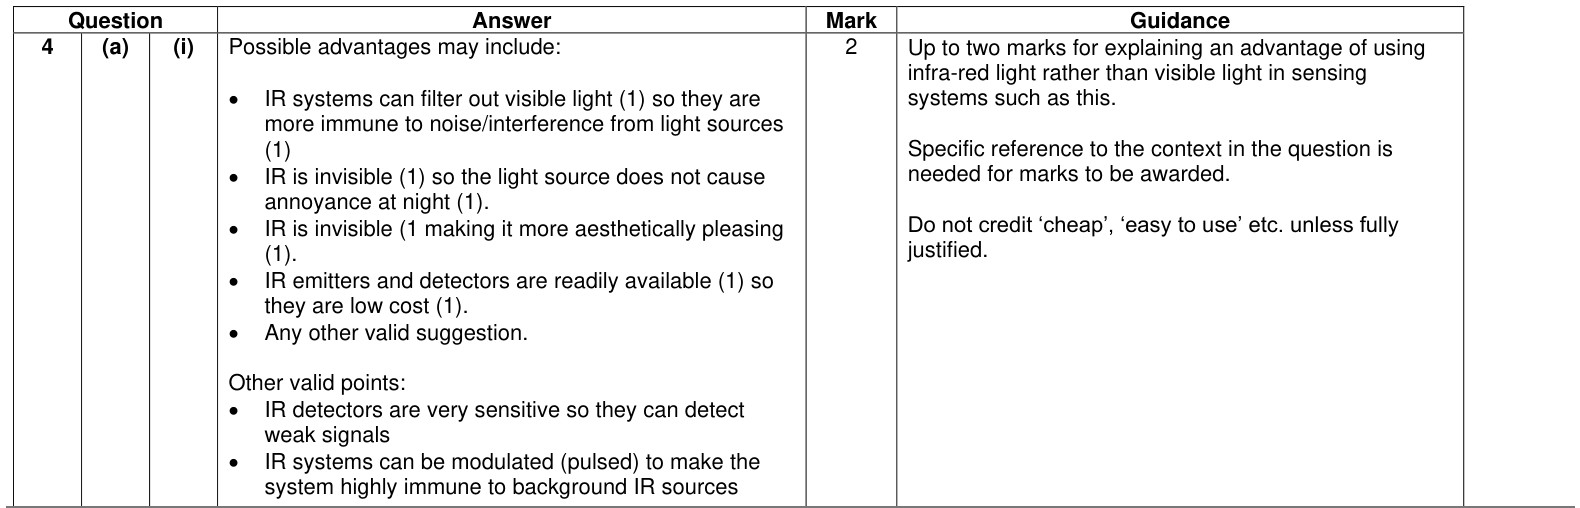 Question Answer Mark Guidance
4 (a) (i) Possible advantages may include: 2 Up to two marks for explaining an advantage of using
infra-red light rather than visible light in sensing
systems such as this.
• IR systems can filter out visible light (1) so they are
more immune to noise/interference from light sources
(1)
Specific reference to the context in the question is
needed for marks to be awarded.
• IR is invisible (1) so the light source does not cause
annoyance at night (1).
• IR is invisible (1 making it more aesthetically pleasing
(1).
Do not credit ‘cheap’, ‘easy to use’ etc. unless fully
justified.
• IR emitters and detectors are readily available (1) so
they are low cost (1).
• Any other valid suggestion.
Other valid points:
• IR detectors are very sensitive so they can detect
weak signals
• IR systems can be modulated (pulsed) to make the
system highly immune to background IR sources